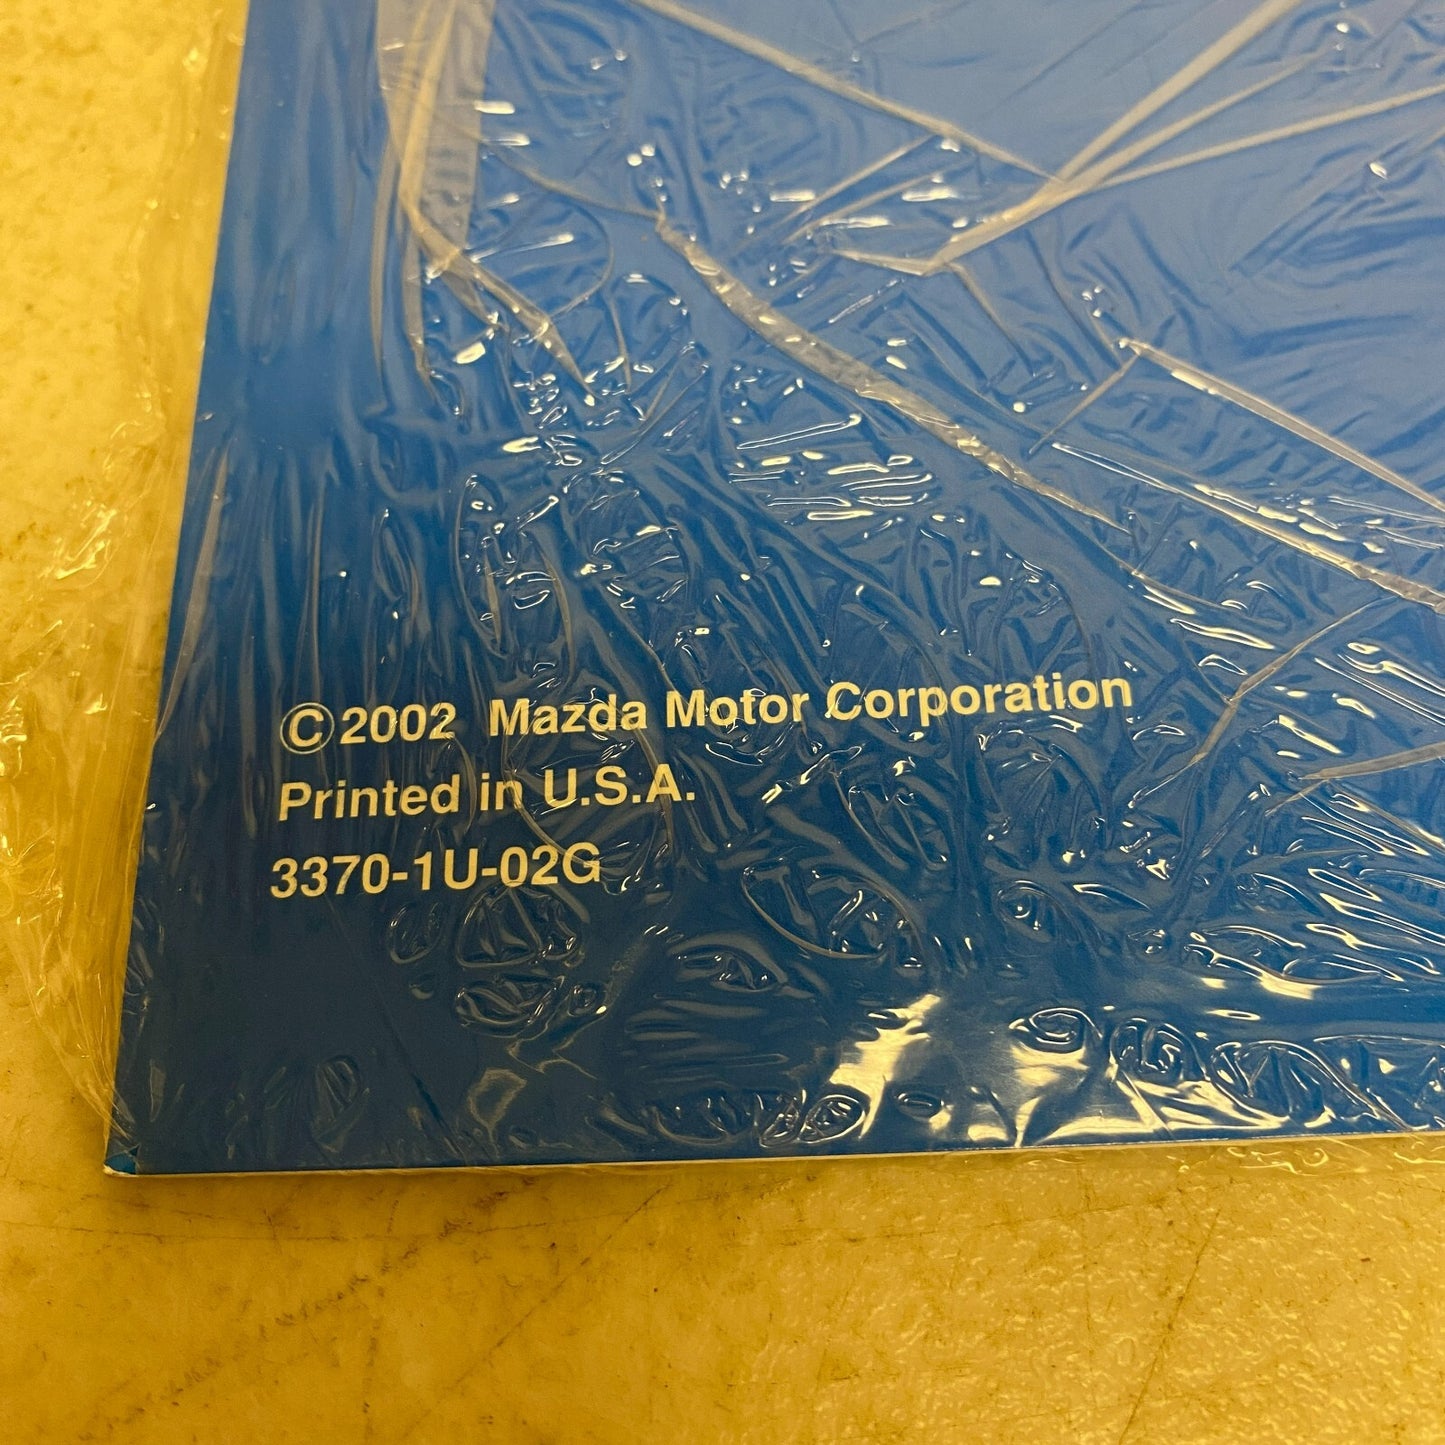 ©2002 Mazda Motor Corporation
Printed in U.S.A.
3370-1U-02G